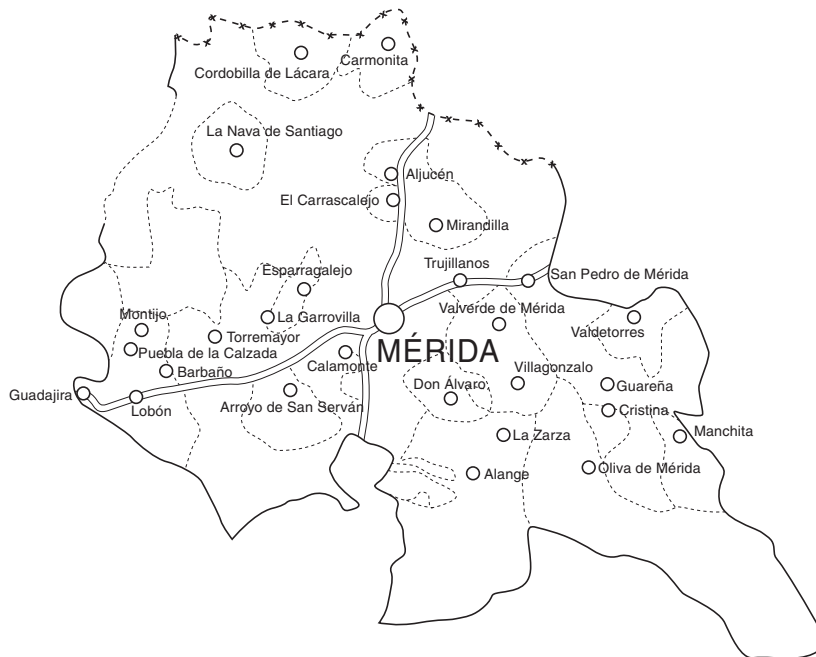 Carmonita
Cordobilla de Lácara
La Nava de Santiago
Aljucén
El Carrascalejo
Mirandilla
Trujillanos
Esparragalejo
San Pedro de Mérida
Montijo
La Garrovilla
Valverde de Mérida
Valdetorres
Torremayor
MÉRIDA
Puebla de la Calzada
Calamonte
Barbaño
Villagonzalo
Don Álvaro
Guareña
Guadajira
Lobón
Arroyo de San Serván
Cristina
La Zarza
Manchita
Alange
Oliva de Mérida